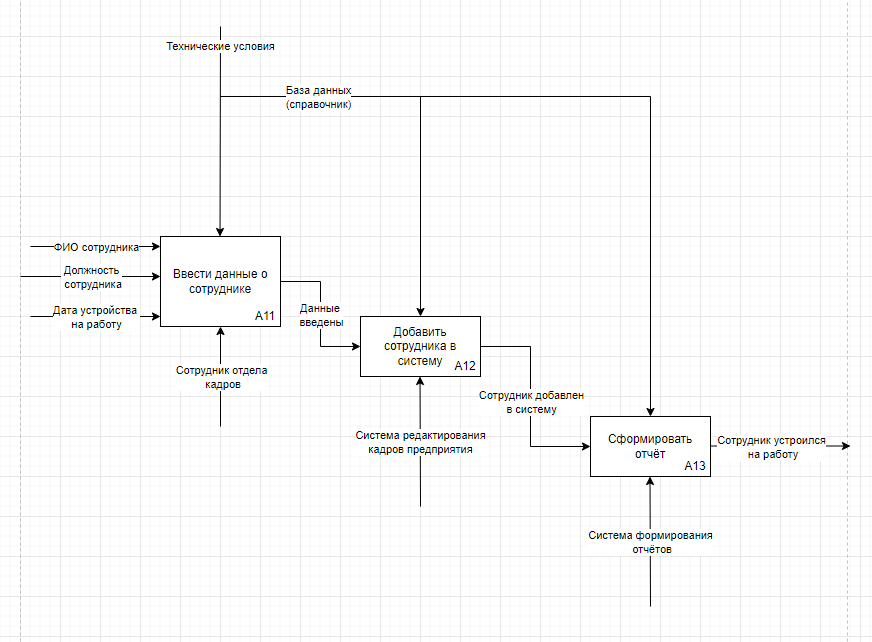 Технические условия
База данных
(справочник)
ФИО сотрудника
Должность
сотрудника
Дата устройства
на работу
Ввести данные о
сотруднике
A11
Данные
введены
Сотрудник отдела
кадров
Добавить
сотрудника в
систему
A12
Сотрудник добавлен
в систему
Система редактирования
кадров предприятия
Сформировать
отчёт
A13
Сотрудник устроился
на работу
Система формирования
отчётов